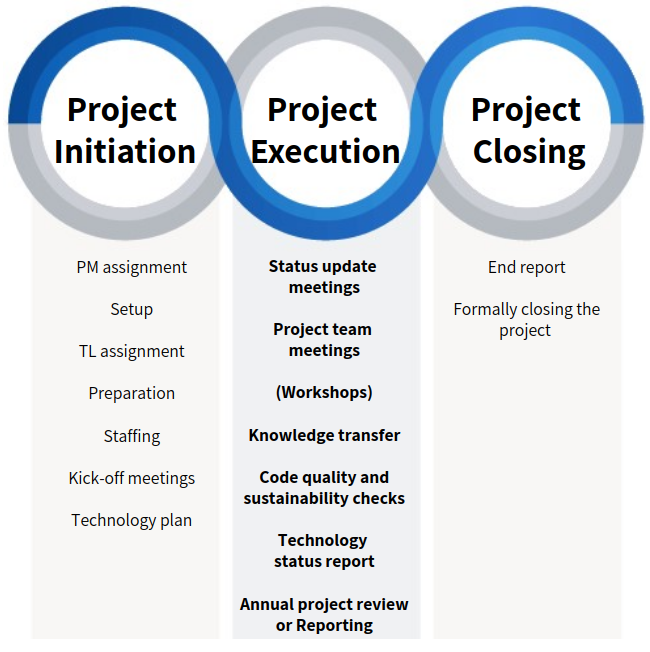 Project
Initiation
Project
Execution
Project
Closing
PM assignment
Setup
TL assignment
Preparation
Staffing
Kick-off meetings
Technology plan
Status update
meetings
Project team
meetings
(Workshops)
Knowledge transfer
Code quality and
sustainability checks
Technology
status report
Annual project review
or Reporting
End report
Formally closing the
project